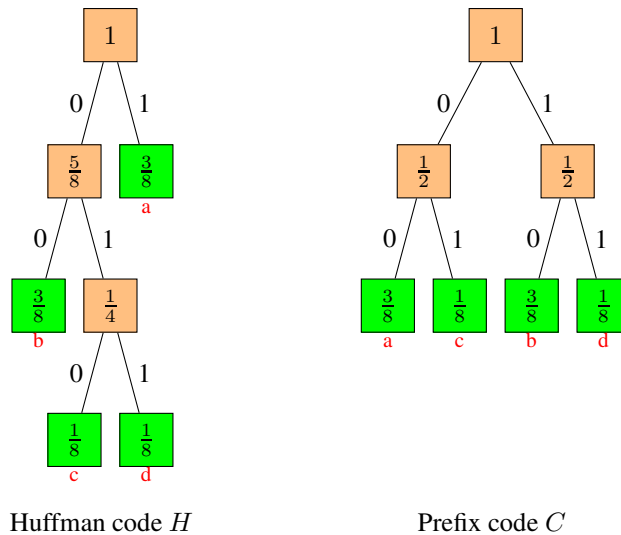 1 1
0 1 0 1
5/8 3/8 1/2 1/2
a
0 1 0 1 0 1
3/8 1/4 3/8 1/8 3/8 1/8
b a c b d
0 1
1/8 1/8
c d
Huffman code H Prefix code C